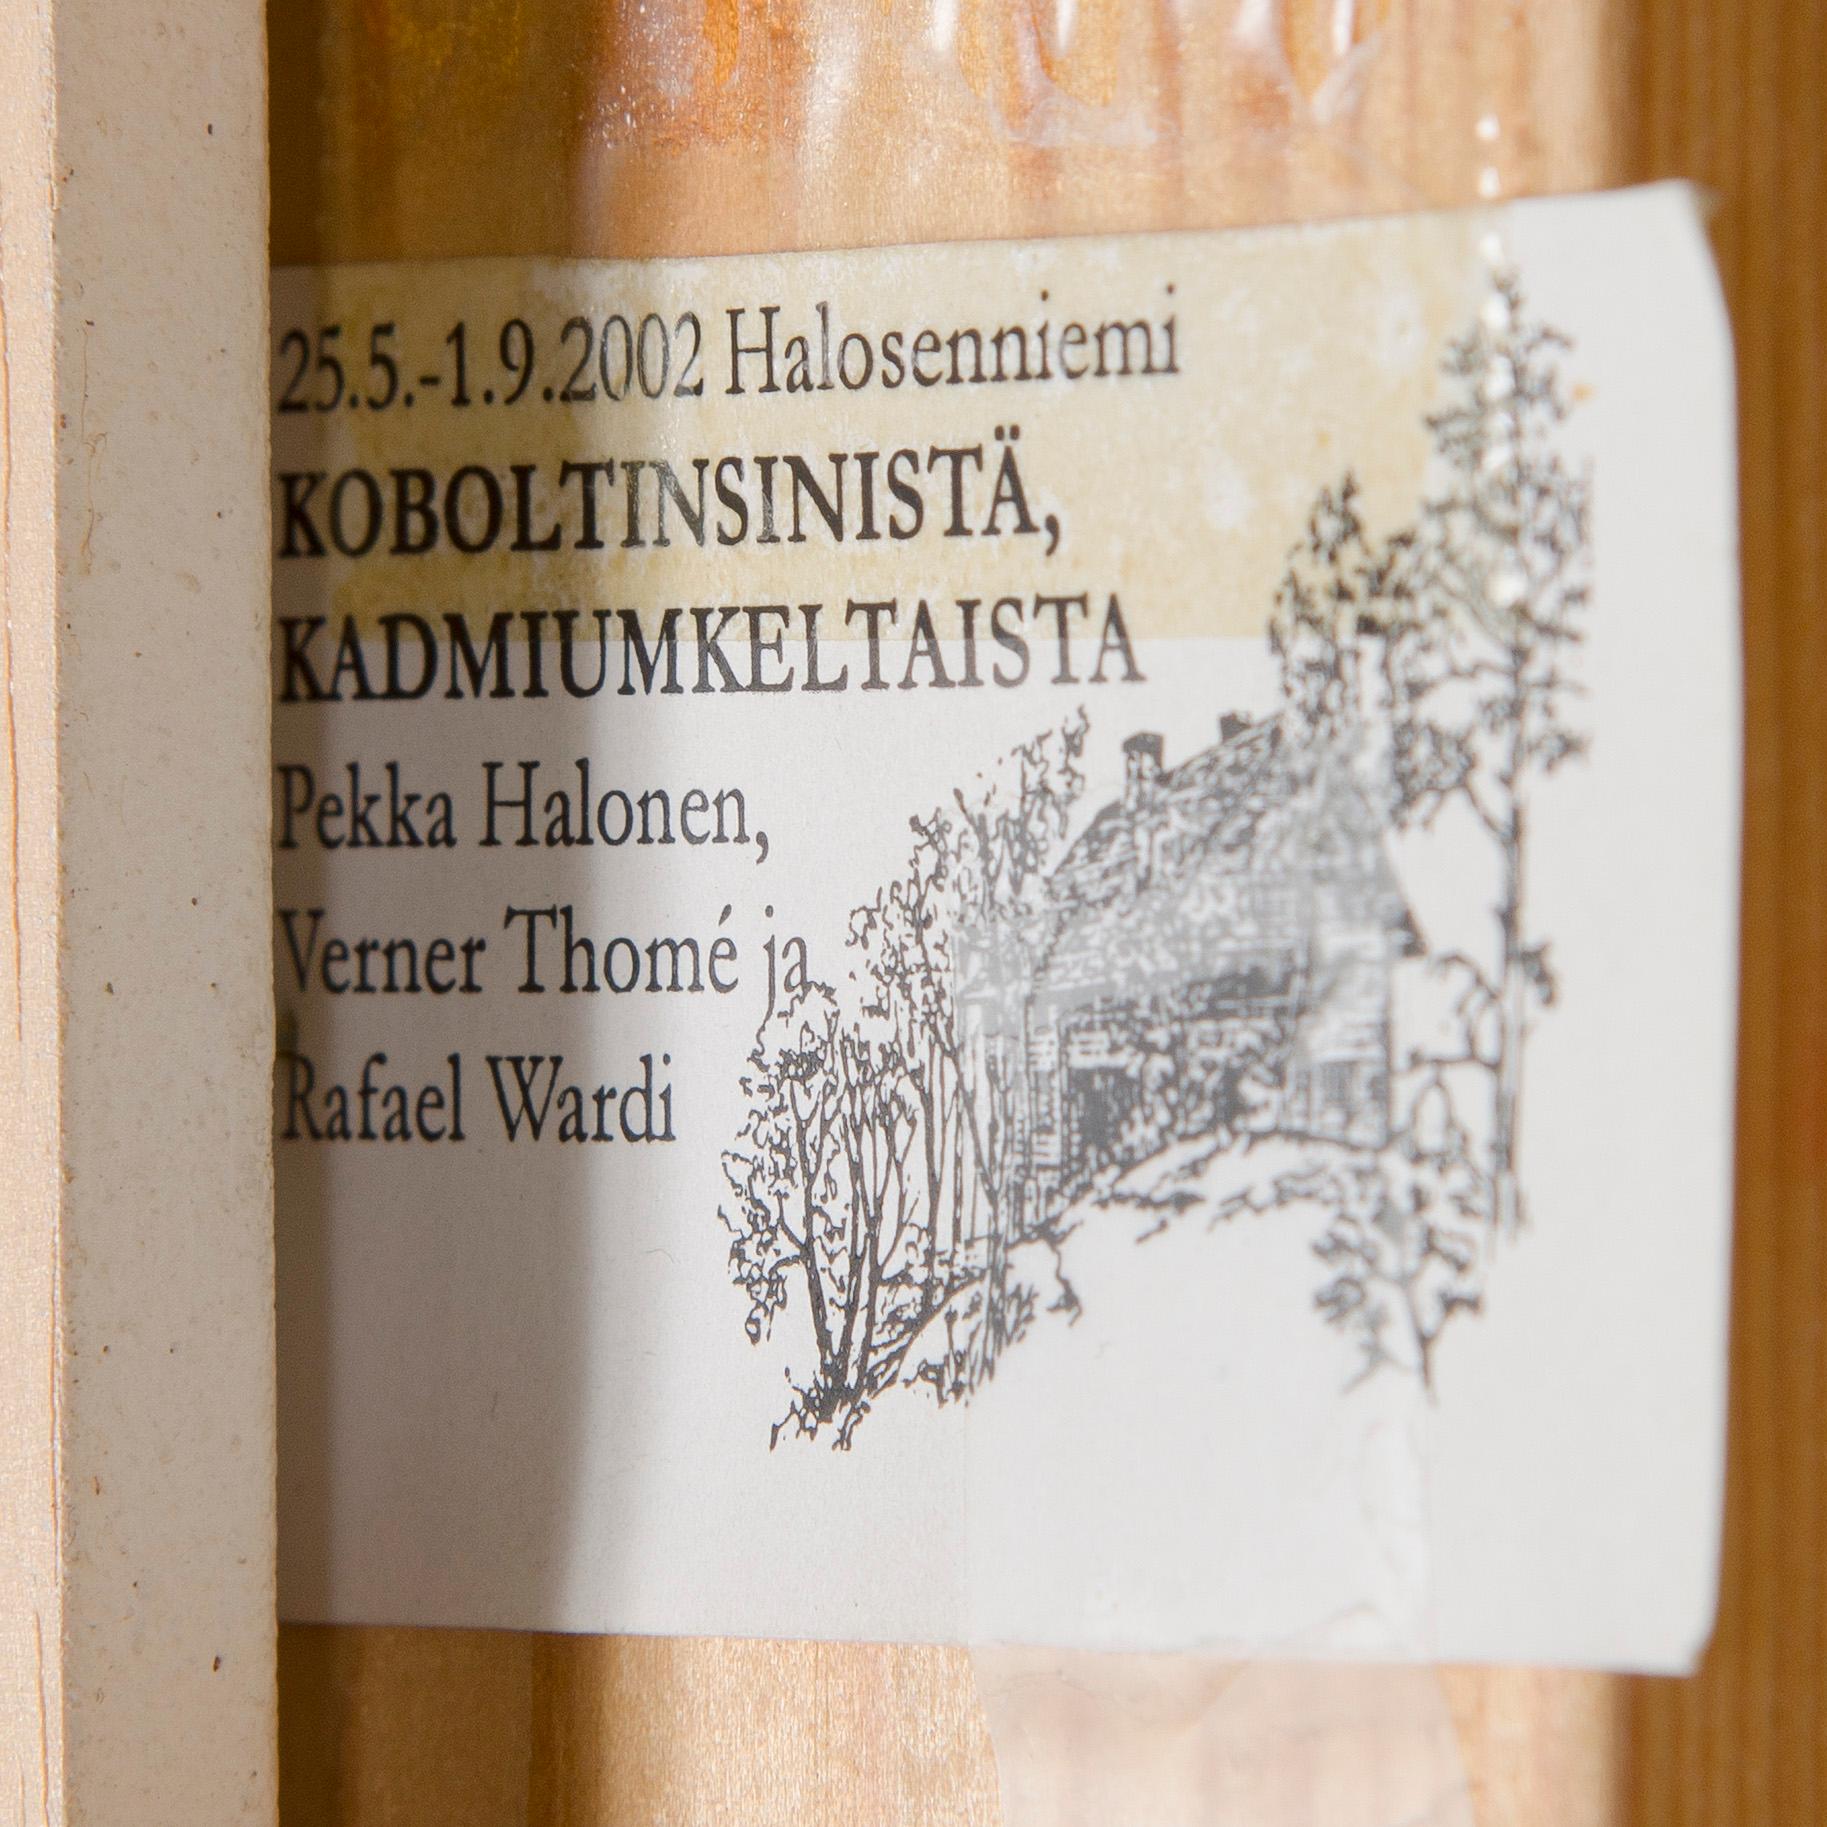 25.5.-1.9.2002 Halosenniemi
KOBOLTINSINISTÄ,
KADMIUMKELTAISTA
Pekka Halonen,
Verner Thomé ja
Rafael Wardi